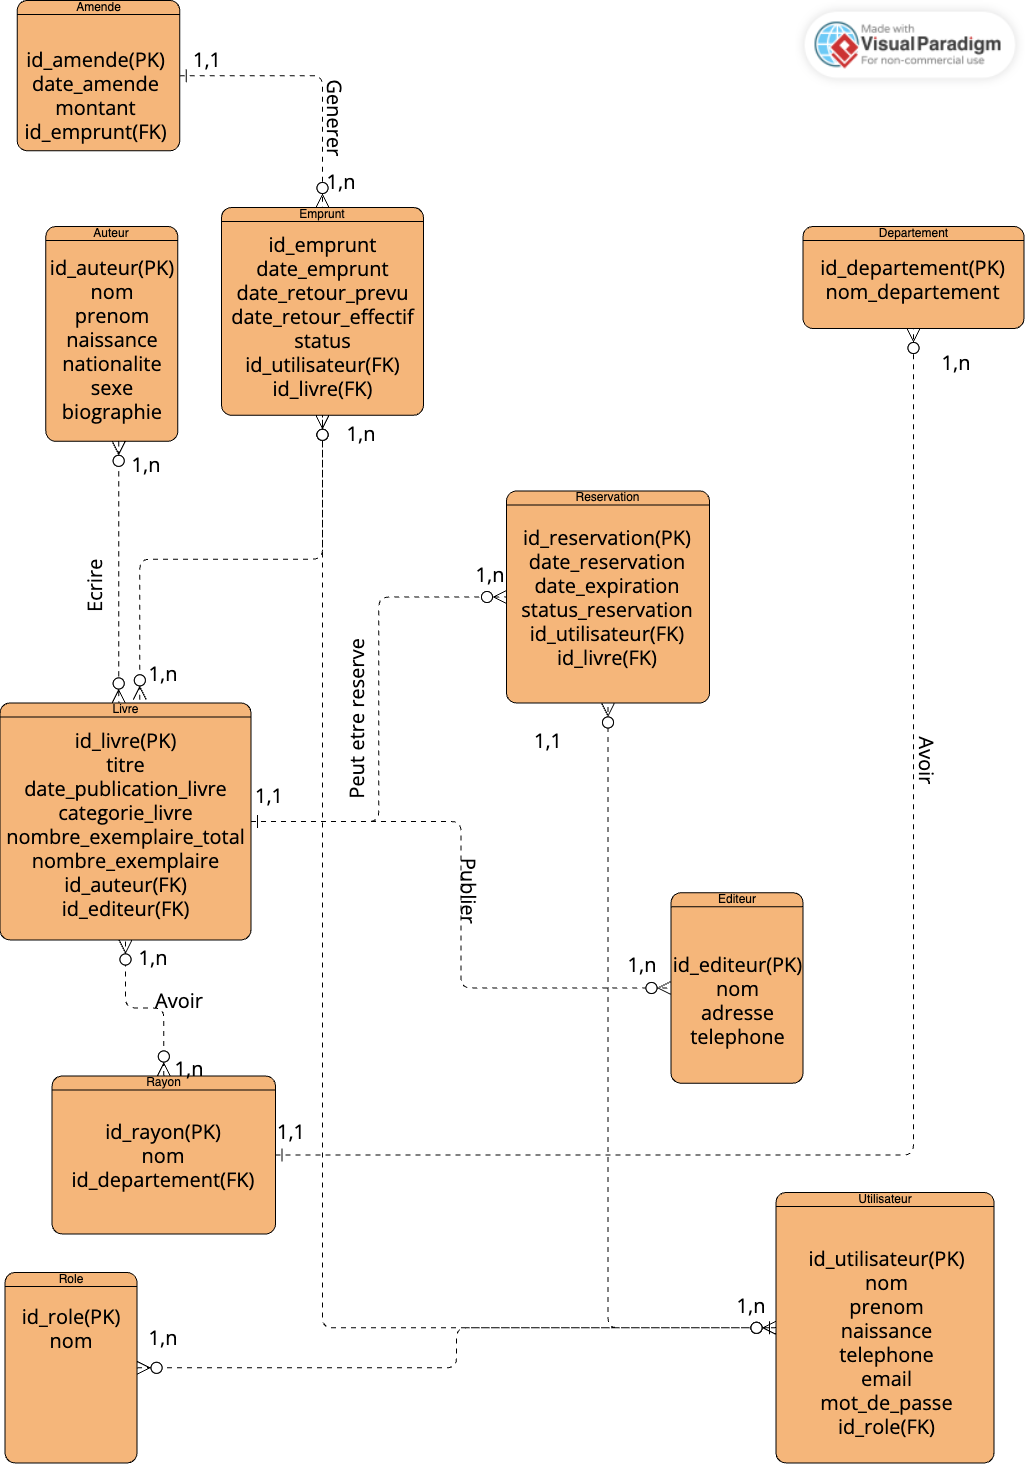 Amende
id_amende(PK)
date_amende
montant
id_emprunt(FK)
1,1
Generer
1,n
Made with
Visual Paradigm
For non-commercial use
Emprunt
id_emprunt
date_emprunt
date_retour_prevu
date_retour_effectif
status
id_utilisateur(FK)
id_livre(FK)
1,n
Auteur
id_auteur(PK)
nom
prenom
naissance
nationalite
sexe
biographie
1,n
Ecrire
1,n
Departement
id_departement(PK)
nom_departement
1,n
Avoir
Reservation
id_reservation(PK)
date_reservation
date_expiration
status_reservation
id_utilisateur(FK)
id_livre(FK)
1,n
1,1
Peut etre reserve
Livre
id_livre(PK)
titre
date_publication_livre
categorie_livre
nombre_exemplaire_total
nombre_exemplaire
id_auteur(FK)
id_editeur(FK)
1,1
Publier
1,n
Editeur
id_editeur(PK)
nom
adresse
telephone
1,n
Avoir
1,n
Rayon
id_rayon(PK)
nom
id_departement(FK)
1,1
Role
id_role(PK)
nom
1,n
1,n
Utilisateur
id_utilisateur(PK)
nom
prenom
naissance
telephone
email
mot_de_passe
id_role(FK)